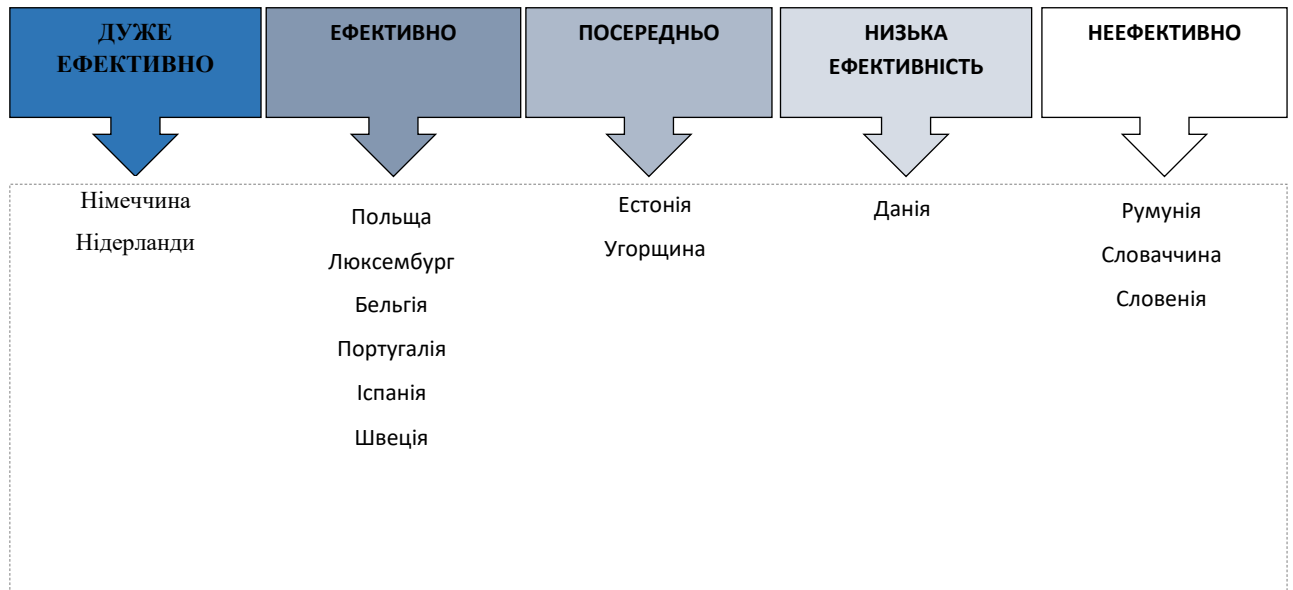 ДУЖЕ
ЕФЕКТИВНО
ЕФЕКТИВНО
ПОСЕРЕДНЬО
НИЗЬКА
ЕФЕКТИВНІСТЬ
НЕЕФЕКТИВНО
Німеччина
Нідерланди
Польща
Люксембург
Бельгія
Португалія
Іспанія
Швеція
Естонія
Угорщина
Данія
Румунія
Словаччина
Словенія